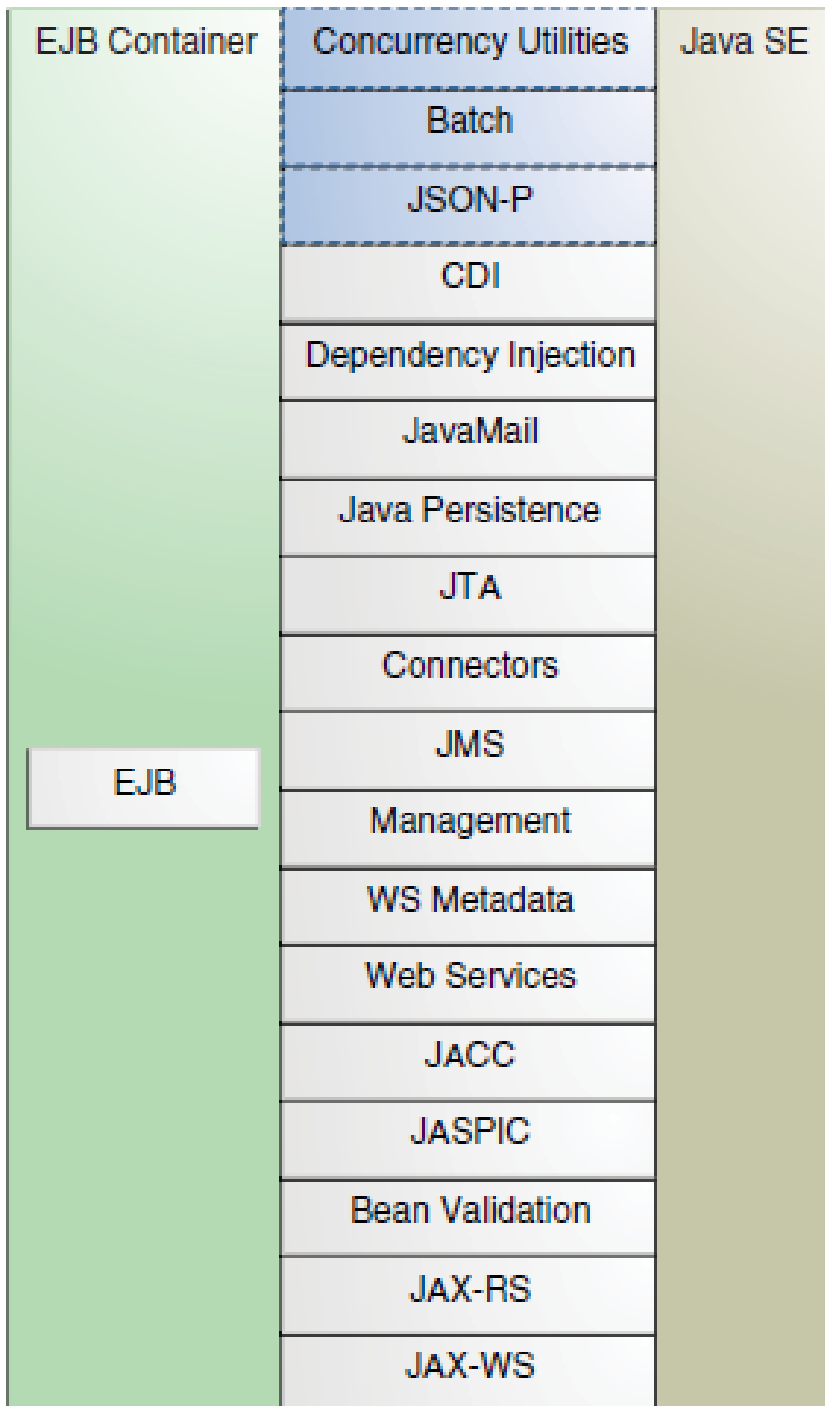 EJB Container
Concurrency Utilities
Java SE
Batch
JSON-P
CDI
Dependency Injection
JavaMail
Java Persistence
JTA
Connectors
JMS
EJB
Management
WS Metadata
Web Services
JACC
JASPIC
Bean Validation
JAX-RS
JAX-WS